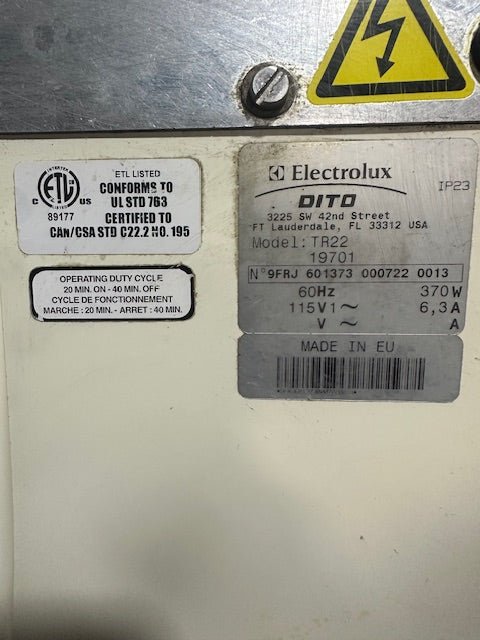 ETL LISTED
CONFORMS TO
UL STD 763
CERTIFIED TO
CAN/CSA STD C22.2 NO. 195
INTERTEK
ETL
C US
89177
OPERATING DUTY CYCLE
20 MIN. ON - 40 MIN. OFF
CYCLE DE FONCTIONNEMENT
MARCHE : 20 MIN. - ARRET : 40 MIN.
Electrolux
DITO
IP23
3225 SW 42nd Street
FT Lauderdale, FL 33312 USA
Model: TR22
19701
N°9FRJ 601373 000722 0013
60Hz 370W
115V1~ 6,3A
V ~ A
MADE IN EU